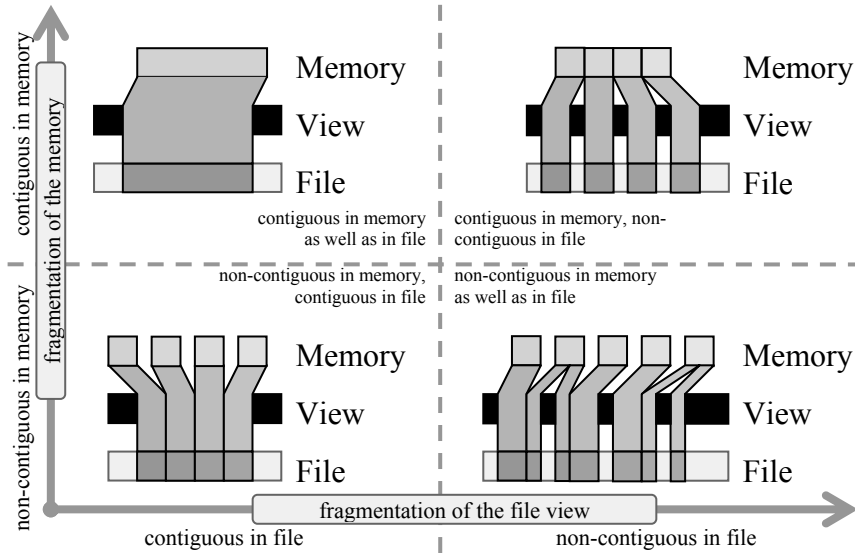 contiguous in memory
fragmentation of the memory
non-contiguous in memory
Memory
View
File
contiguous in memory
as well as in file
Memory
View
File
contiguous in memory, non-
contiguous in file
non-contiguous in memory,
contiguous in file
Memory
View
File
non-contiguous in memory
as well as in file
Memory
View
File
fragmentation of the file view
contiguous in file
non-contiguous in file